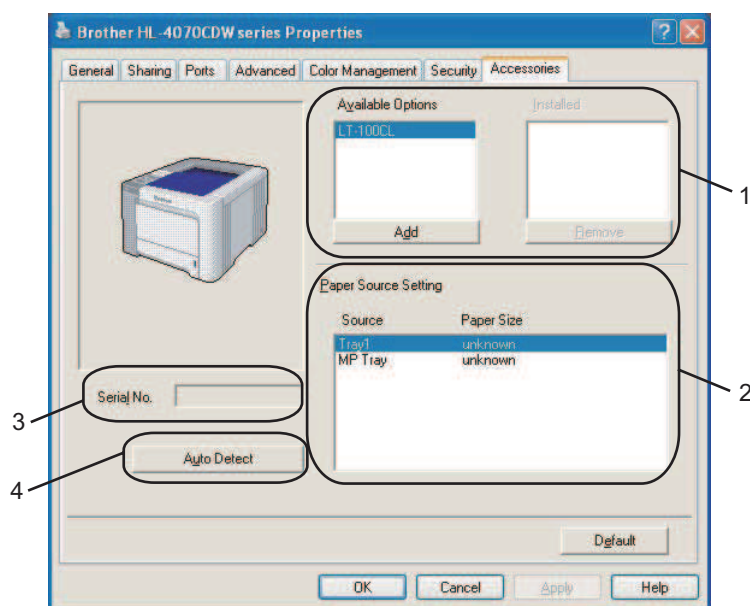 Brother HL-4070CDW series Properties
General Sharing Ports Advanced Color Management Security Accessories
Available Options Installed
LT-100CL
1
Add Remove
Paper Source Setting
Source Paper Size
Tray1 unknown
MP Tray unknown
2
Serial No.
3
Auto Detect
4
Default
OK Cancel Apply Help